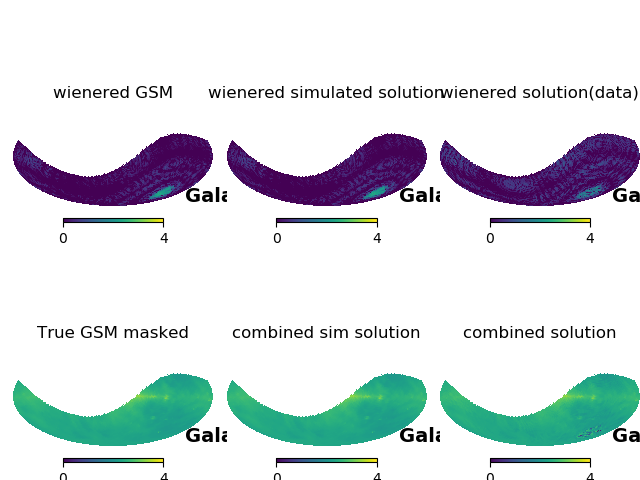 wienered GSM
wienered simulated solution
wienered solution(data)
Gala
Gala
Ga
0 4
0 4
0 4
True GSM masked
combined sim solution
combined solution
Gala
Gala
Ga
0 4
0 4
0 4